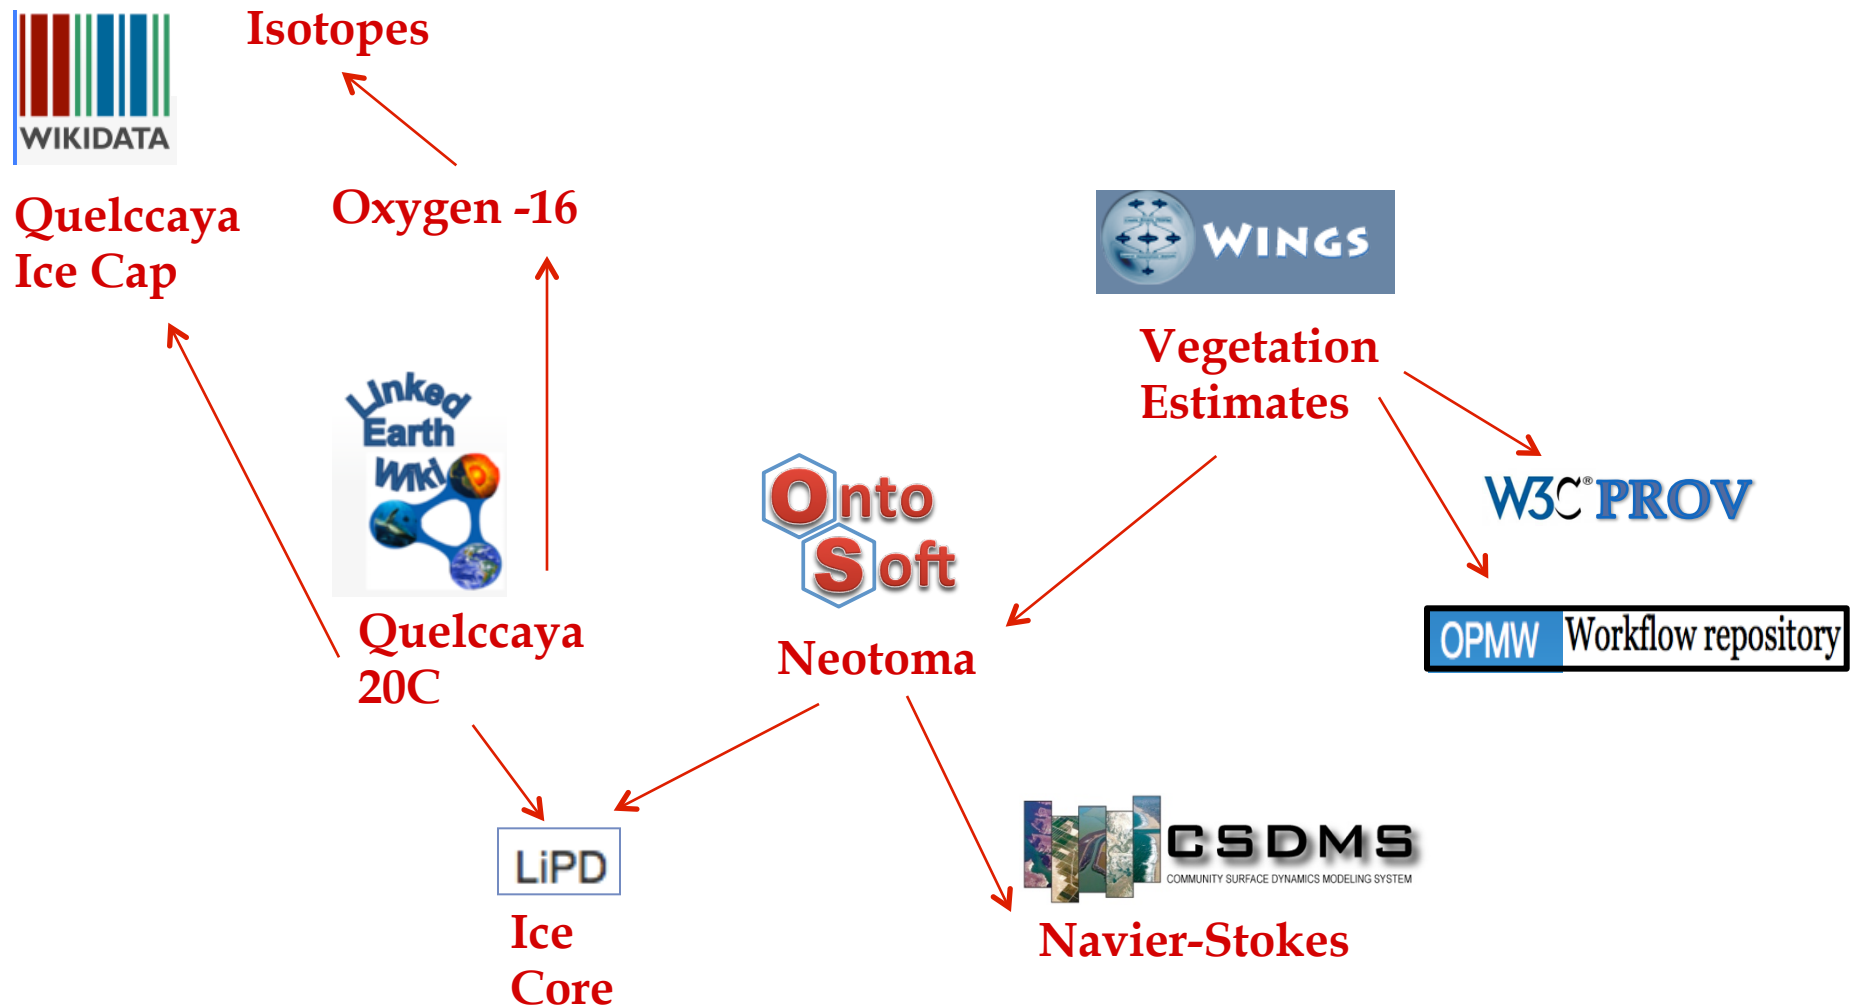 Isotopes
WIKIDATA
Quelccaya
Ice Cap
Oxygen -16
WINGS
Vegetation
Estimates
Linked
Earth
Wiki
Quelccaya
20C
Onto
Soft
Neotoma
W3C® PROV
OPMW Workflow repository
LiPD
Ice
Core
CSDMS
COMMUNITY SURFACE DYNAMICS MODELING SYSTEM
Navier-Stokes